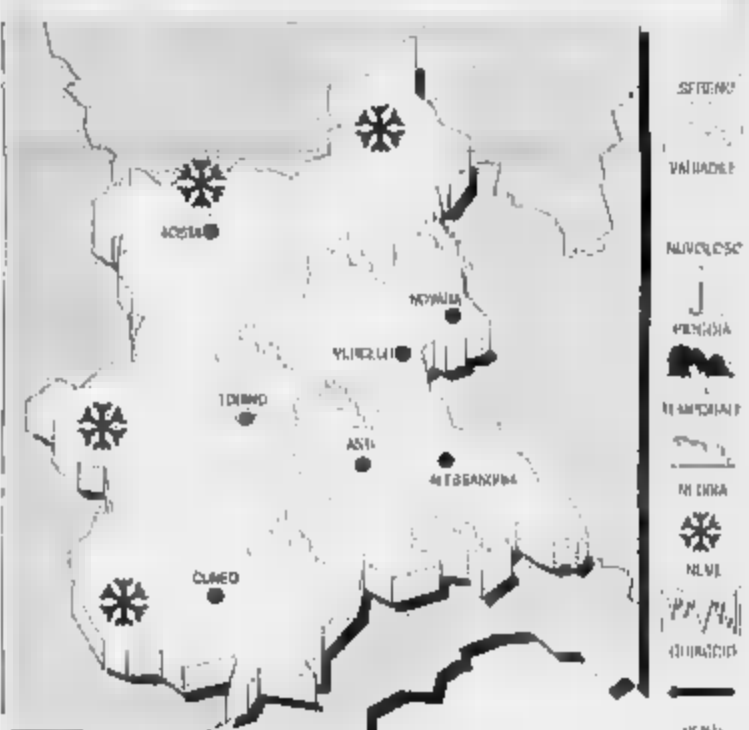 AOSTA
NOVARA
VERCELLI
TORINO
ASTI
ALESSANDRIA
CUNEO
SERENO
VARIABILE
NUVOLOSO
PIOGGIA
TEMPORALE
NEBBIA
NEVE
GHIACCIO